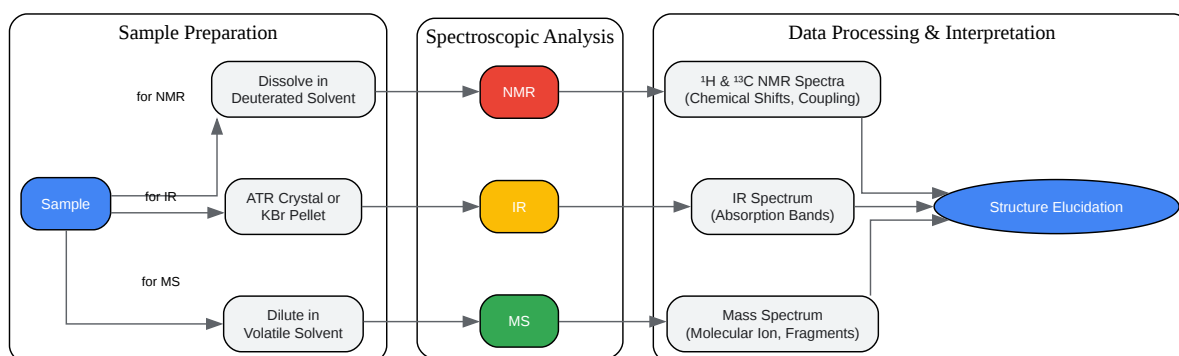 Sample Preparation
Spectroscopic Analysis
Data Processing & Interpretation
for NMR
Dissolve in
Deuterated Solvent
NMR
¹H & ¹³C NMR Spectra
(Chemical Shifts, Coupling)
Sample
for IR
ATR Crystal or
KBr Pellet
IR
IR Spectrum
(Absorption Bands)
Structure Elucidation
for MS
Dilute in
Volatile Solvent
MS
Mass Spectrum
(Molecular Ion, Fragments)